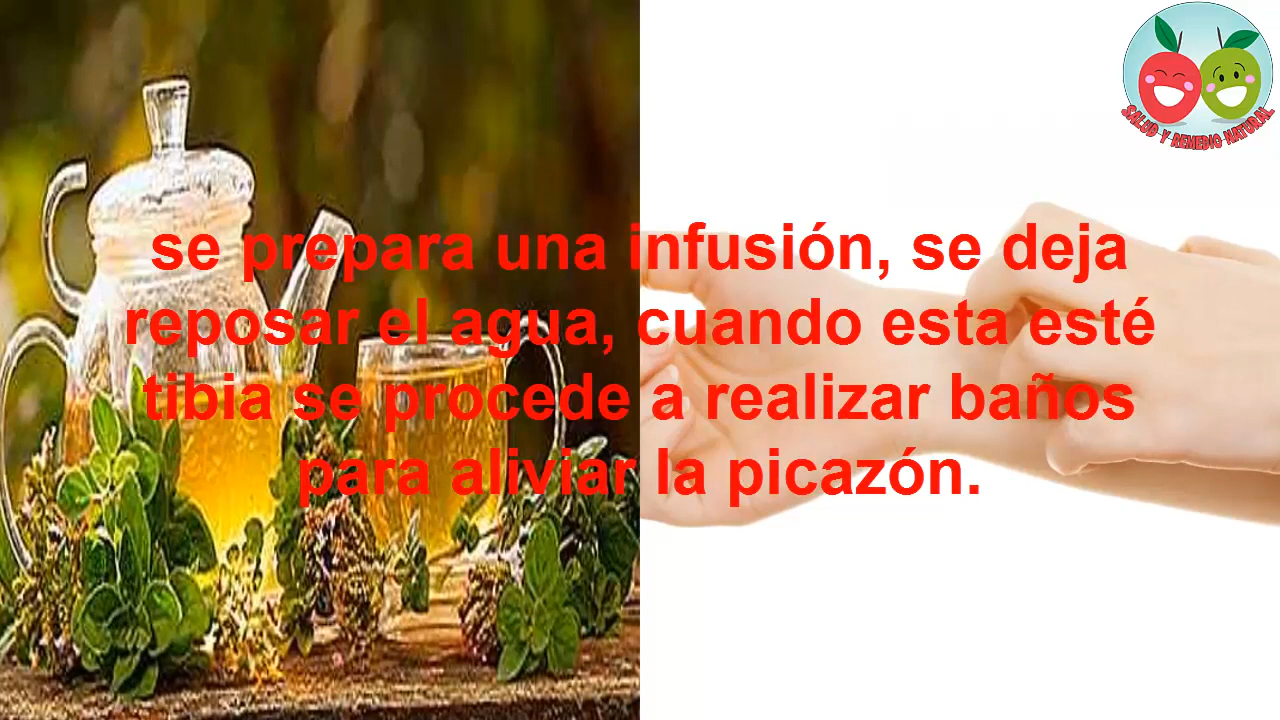 SALUD Y REMEDIO NATURAL
se prepara una infusión, se deja
reposar el agua, cuando esta esté
tibia se procede a realizar baños
para aliviar la picazón.